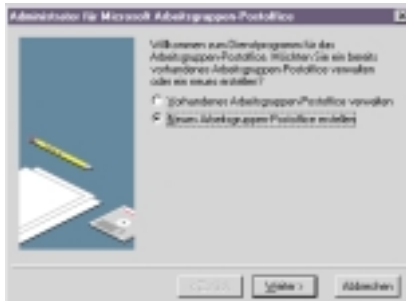 Administrator für Microsoft Arbeitsgruppen-Postoffice
Willkommen zum Dienstprogramm für das
Arbeitsgruppen-Postoffice. Möchten Sie ein bereits
vorhandenes Arbeitsgruppen-Postoffice verwalten
oder ein neues erstellen?
Vorhandenes Arbeitsgruppen-Postoffice verwalten
Neues Arbeitsgruppen-Postoffice erstellen
< Zurück Weiter > Abbrechen